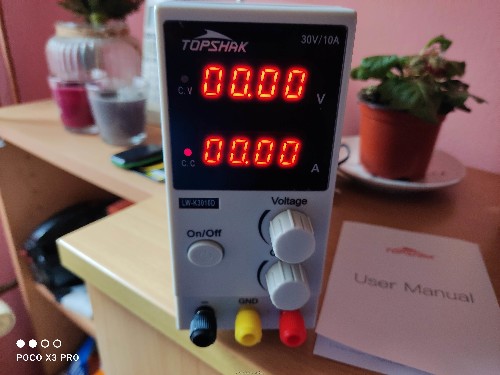 TOPSHAK
30V/10A
C.V
00.00
V
C.C
00.00
A
LW-K3010D
Voltage
On/Off
GND
TOPSHAK
User Manual
POCO X3 PRO